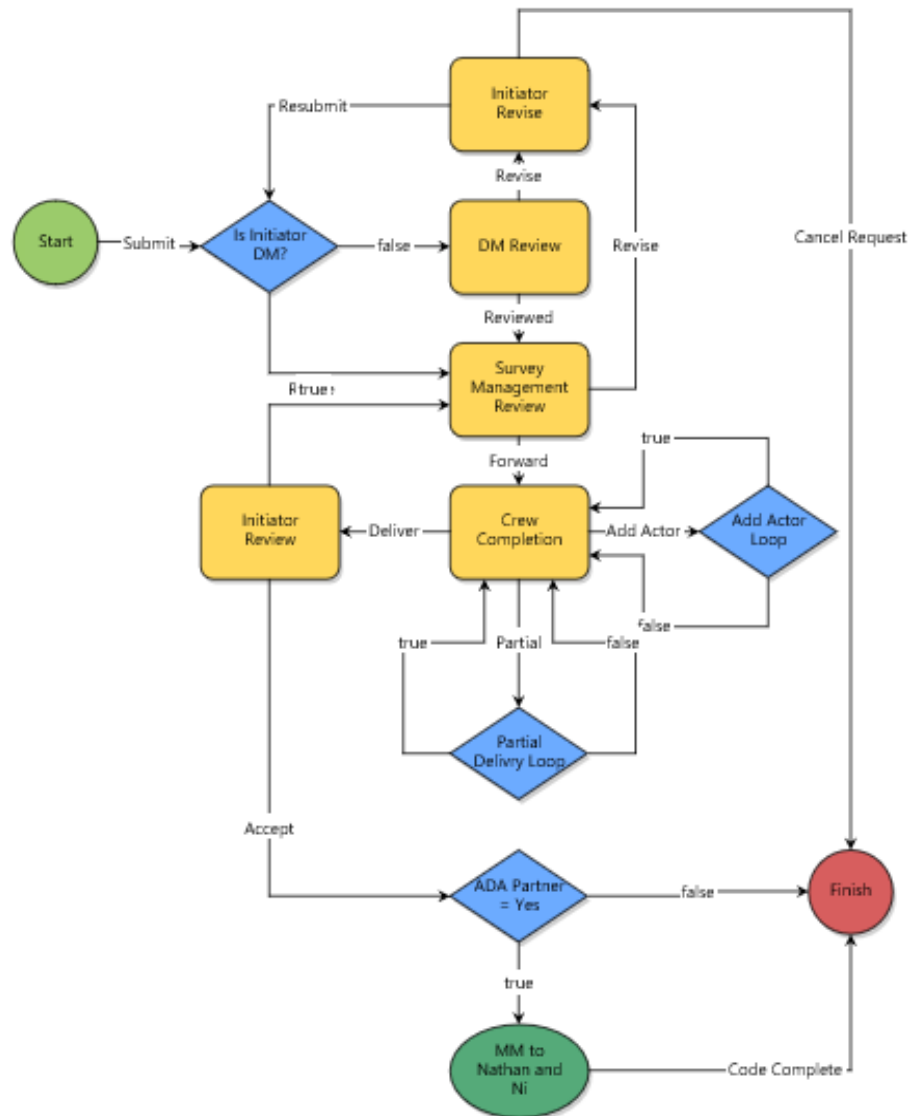 Initiator
Revise
Resubmit
Revise
Start
Submit
Is Initiator
DM?
false
DM Review
Revise
Cancel Request
Reviewed
Survey
Management
Review
true
Forward
true
Initiator
Review
Deliver
Crew
Completion
Add Actor
Add Actor
Loop
false
true
Partial
false
Partial
Delivry Loop
Accept
ADA Partner
= Yes
false
Finish
true
MM to
Nathan and
Ni
Code Complete